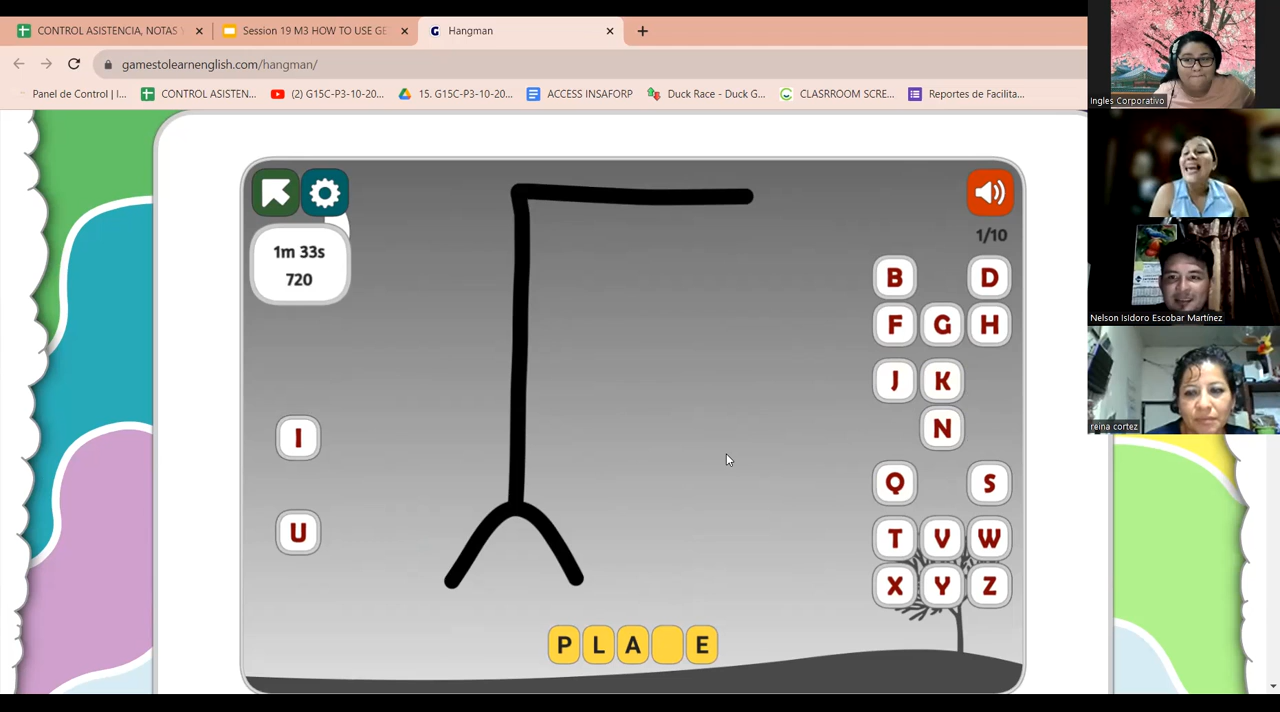 CONTROL ASISTENCIA, NOTAS
Session 19 M3 HOW TO USE GE
Hangman
gamestolearnenglish.com/hangman/
Panel de Control | I...
CONTROL ASISTEN...
(2) G15C-P3-10-20...
15. G15C-P3-10-20...
ACCESS INSAFORP
Duck Race - Duck G...
CLASRROOM SCRE...
Reportes de Facilita...
1m 33s
720
1/10
B D
F G H
J K
N
Q S
T V W
X Y Z
I
U
P L A E
Ingles Corporativo
Nelson Isidoro Escobar Martínez
reina cortez